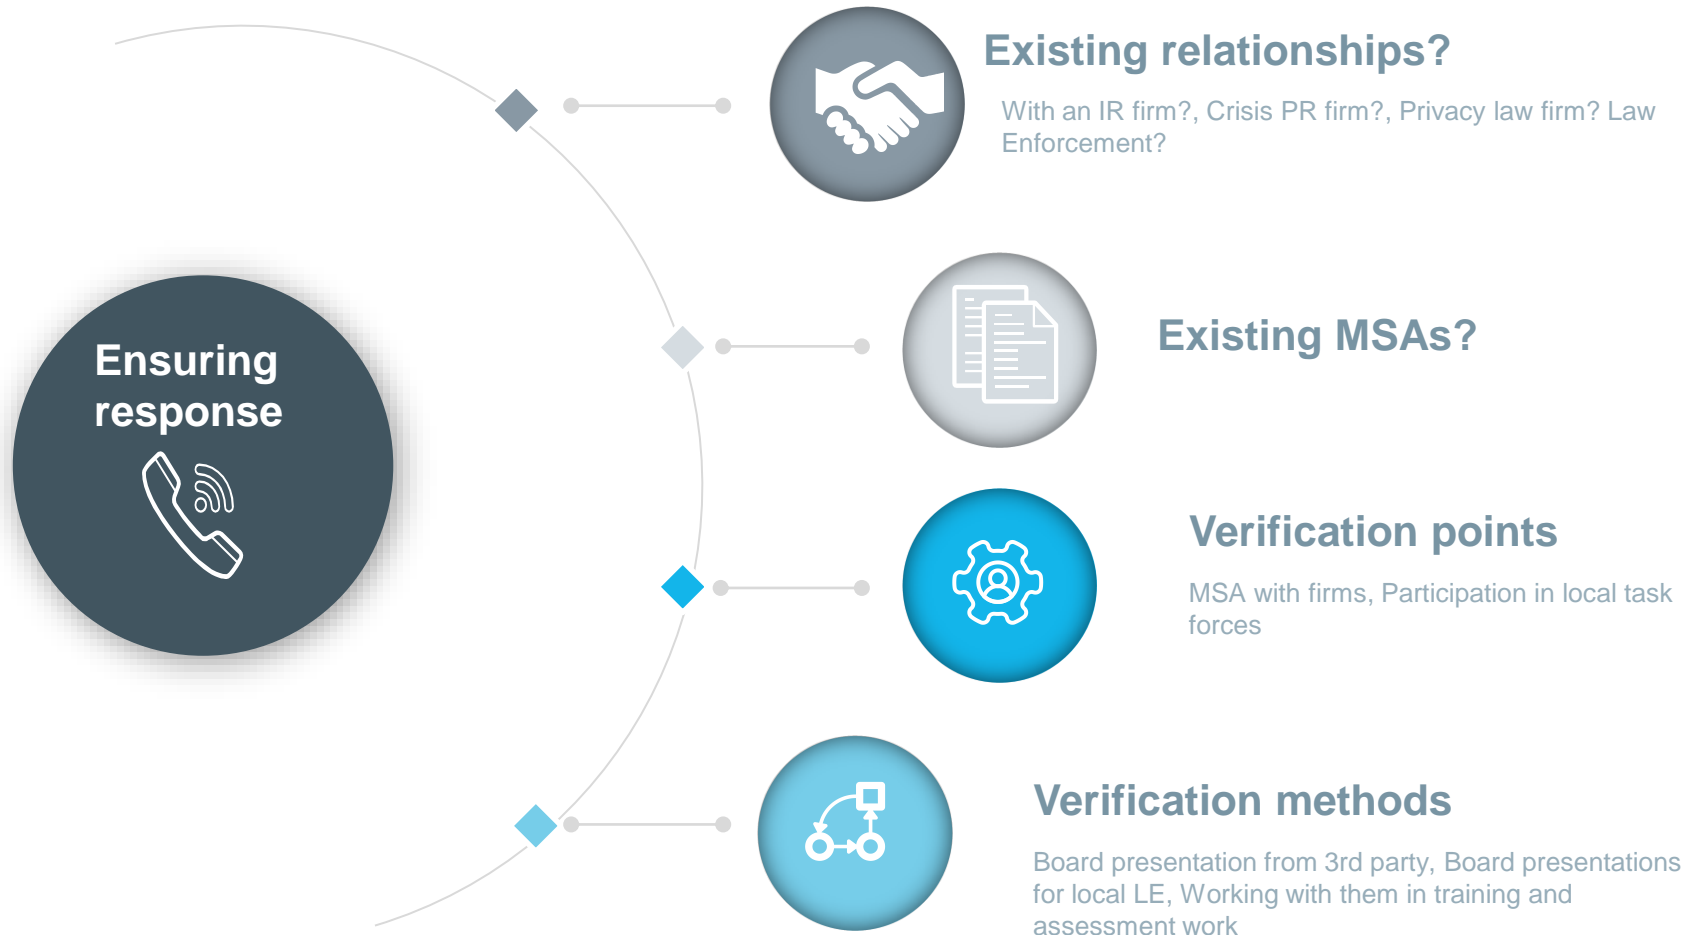 Ensuring
response
Existing relationships?
With an IR firm?, Crisis PR firm?, Privacy law firm? Law
Enforcement?
Existing MSAs?
Verification points
MSA with firms, Participation in local task
forces
Verification methods
Board presentation from 3rd party, Board presentations
for local LE, Working with them in training and
assessment work